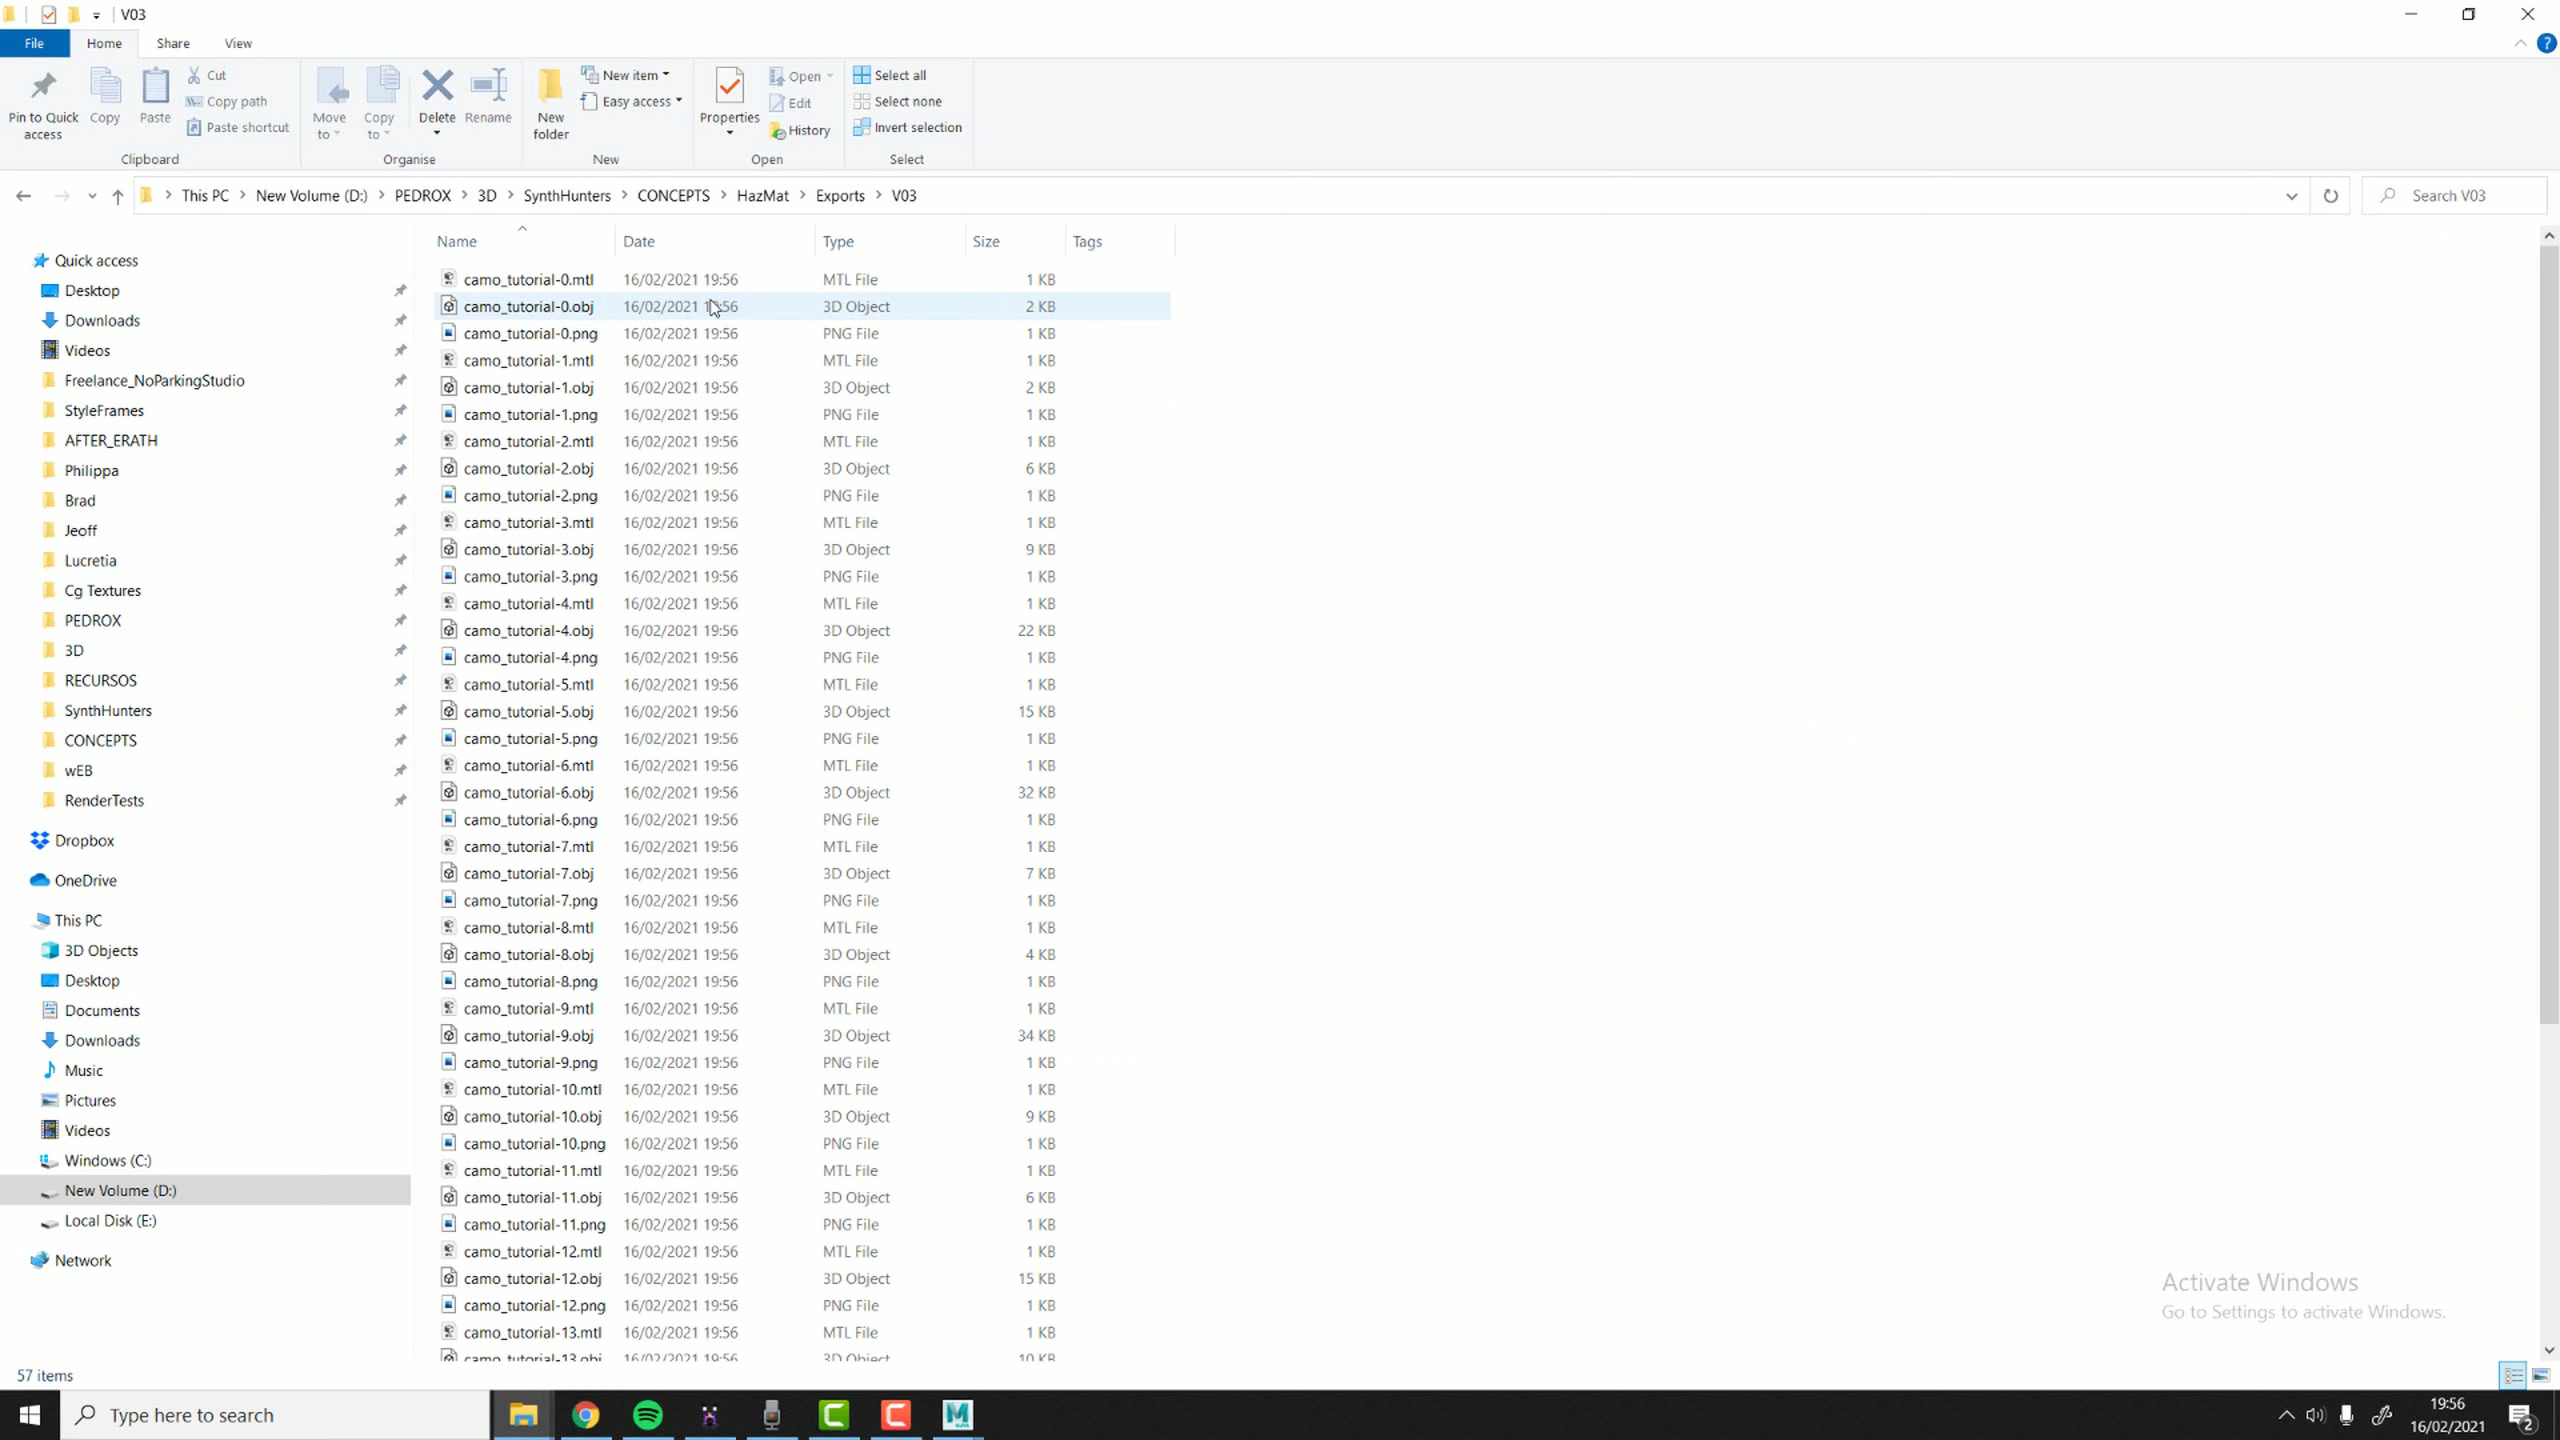 V03
File Home Share View
Pin to Quick access
Copy
Paste
Cut
Copy path
Paste shortcut
Clipboard
Move to
Copy to
Delete
Rename
Organise
New folder
New item
Easy access
New
Properties
Open
Edit
History
Open
Select all
Select none
Invert selection
Select
This PC > New Volume (D:) > PEDROX > 3D > SynthHunters > CONCEPTS > HazMat > Exports > V03
Search V03
Quick access
Desktop
Downloads
Videos
Freelance_NoParkingStudio
StyleFrames
AFTER_ERATH
Philippa
Brad
Jeoff
Lucretia
Cg Textures
PEDROX
3D
RECURSOS
SynthHunters
CONCEPTS
wEB
RenderTests
Dropbox
OneDrive
This PC
3D Objects
Desktop
Documents
Downloads
Music
Pictures
Videos
Windows (C:)
New Volume (D:)
Local Disk (E:)
Network
Name Date Type Size Tags
camo_tutorial-0.mtl 16/02/2021 19:56 MTL File 1 KB
camo_tutorial-0.obj 16/02/2021 19:56 3D Object 2 KB
camo_tutorial-0.png 16/02/2021 19:56 PNG File 1 KB
camo_tutorial-1.mtl 16/02/2021 19:56 MTL File 1 KB
camo_tutorial-1.obj 16/02/2021 19:56 3D Object 2 KB
camo_tutorial-1.png 16/02/2021 19:56 PNG File 1 KB
camo_tutorial-2.mtl 16/02/2021 19:56 MTL File 1 KB
camo_tutorial-2.obj 16/02/2021 19:56 3D Object 6 KB
camo_tutorial-2.png 16/02/2021 19:56 PNG File 1 KB
camo_tutorial-3.mtl 16/02/2021 19:56 MTL File 1 KB
camo_tutorial-3.obj 16/02/2021 19:56 3D Object 9 KB
camo_tutorial-3.png 16/02/2021 19:56 PNG File 1 KB
camo_tutorial-4.mtl 16/02/2021 19:56 MTL File 1 KB
camo_tutorial-4.obj 16/02/2021 19:56 3D Object 22 KB
camo_tutorial-4.png 16/02/2021 19:56 PNG File 1 KB
camo_tutorial-5.mtl 16/02/2021 19:56 MTL File 1 KB
camo_tutorial-5.obj 16/02/2021 19:56 3D Object 15 KB
camo_tutorial-5.png 16/02/2021 19:56 PNG File 1 KB
camo_tutorial-6.mtl 16/02/2021 19:56 MTL File 1 KB
camo_tutorial-6.obj 16/02/2021 19:56 3D Object 32 KB
camo_tutorial-6.png 16/02/2021 19:56 PNG File 1 KB
camo_tutorial-7.mtl 16/02/2021 19:56 MTL File 1 KB
camo_tutorial-7.obj 16/02/2021 19:56 3D Object 7 KB
camo_tutorial-7.png 16/02/2021 19:56 PNG File 1 KB
camo_tutorial-8.mtl 16/02/2021 19:56 MTL File 1 KB
camo_tutorial-8.obj 16/02/2021 19:56 3D Object 4 KB
camo_tutorial-8.png 16/02/2021 19:56 PNG File 1 KB
camo_tutorial-9.mtl 16/02/2021 19:56 MTL File 1 KB
camo_tutorial-9.obj 16/02/2021 19:56 3D Object 34 KB
camo_tutorial-9.png 16/02/2021 19:56 PNG File 1 KB
camo_tutorial-10.mtl 16/02/2021 19:56 MTL File 1 KB
camo_tutorial-10.obj 16/02/2021 19:56 3D Object 9 KB
camo_tutorial-10.png 16/02/2021 19:56 PNG File 1 KB
camo_tutorial-11.mtl 16/02/2021 19:56 MTL File 1 KB
camo_tutorial-11.obj 16/02/2021 19:56 3D Object 6 KB
camo_tutorial-11.png 16/02/2021 19:56 PNG File 1 KB
camo_tutorial-12.mtl 16/02/2021 19:56 MTL File 1 KB
camo_tutorial-12.obj 16/02/2021 19:56 3D Object 15 KB
camo_tutorial-12.png 16/02/2021 19:56 PNG File 1 KB
camo_tutorial-13.mtl 16/02/2021 19:56 MTL File 1 KB
camo_tutorial-13.obj 16/02/2021 19:56 3D Object 10 KB
Activate Windows
Go to Settings to activate Windows.
57 items
Type here to search
19:56
16/02/2021
2